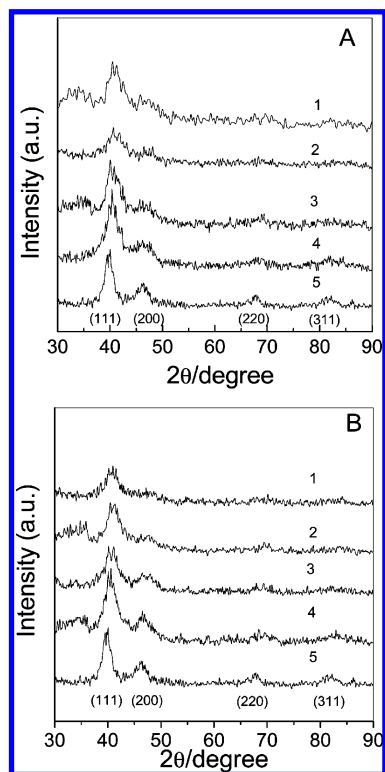 A
Intensity (a.u.)
1
2
3
4
5
(111) (200) (220) (311)
30 40 50 60 70 80 90
2θ/degree
B
Intensity (a.u.)
1
2
3
4
5
(111) (200) (220) (311)
30 40 50 60 70 80 90
2θ/degree